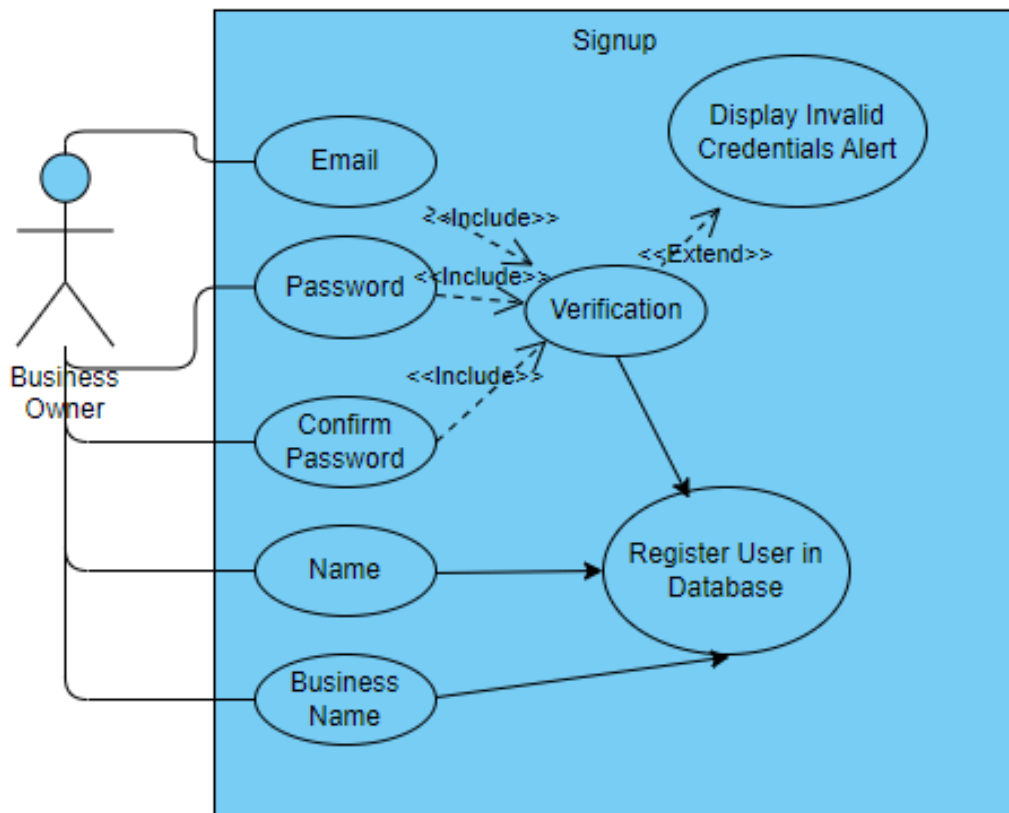 Signup
Display Invalid
Credentials Alert
Email
<<Include>>
<<Extend>>
<<Include>>
Password
Verification
Business
Owner
<<Include>>
Confirm
Password
Name
Register User in
Database
Business
Name